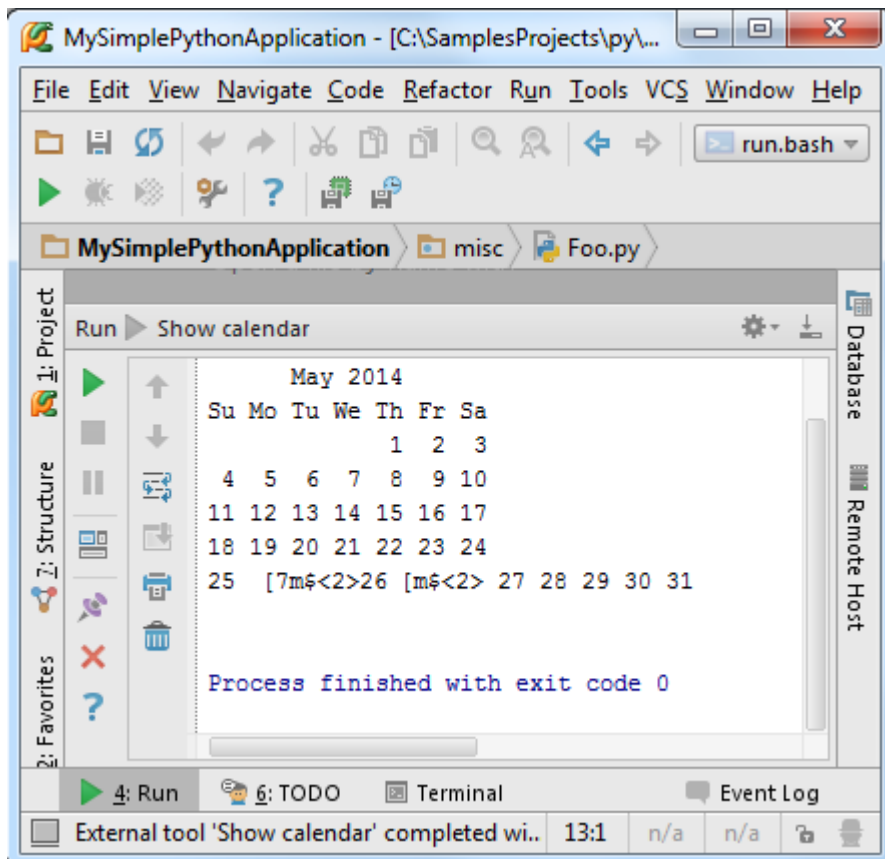 MySimplePythonApplication - [C:\SamplesProjects\py\...
File Edit View Navigate Code Refactor Run Tools VCS Window Help
run.bash
MySimplePythonApplication misc Foo.py
1: Project
7: Structure
2: Favorites
Run Show calendar
May 2014
Su Mo Tu We Th Fr Sa
1 2 3
4 5 6 7 8 9 10
11 12 13 14 15 16 17
18 19 20 21 22 23 24
25 [7m$<2>26 [m$<2> 27 28 29 30 31
Process finished with exit code 0
Database
Remote Host
4: Run 6: TODO Terminal Event Log
External tool 'Show calendar' completed wi.. 13:1 n/a n/a